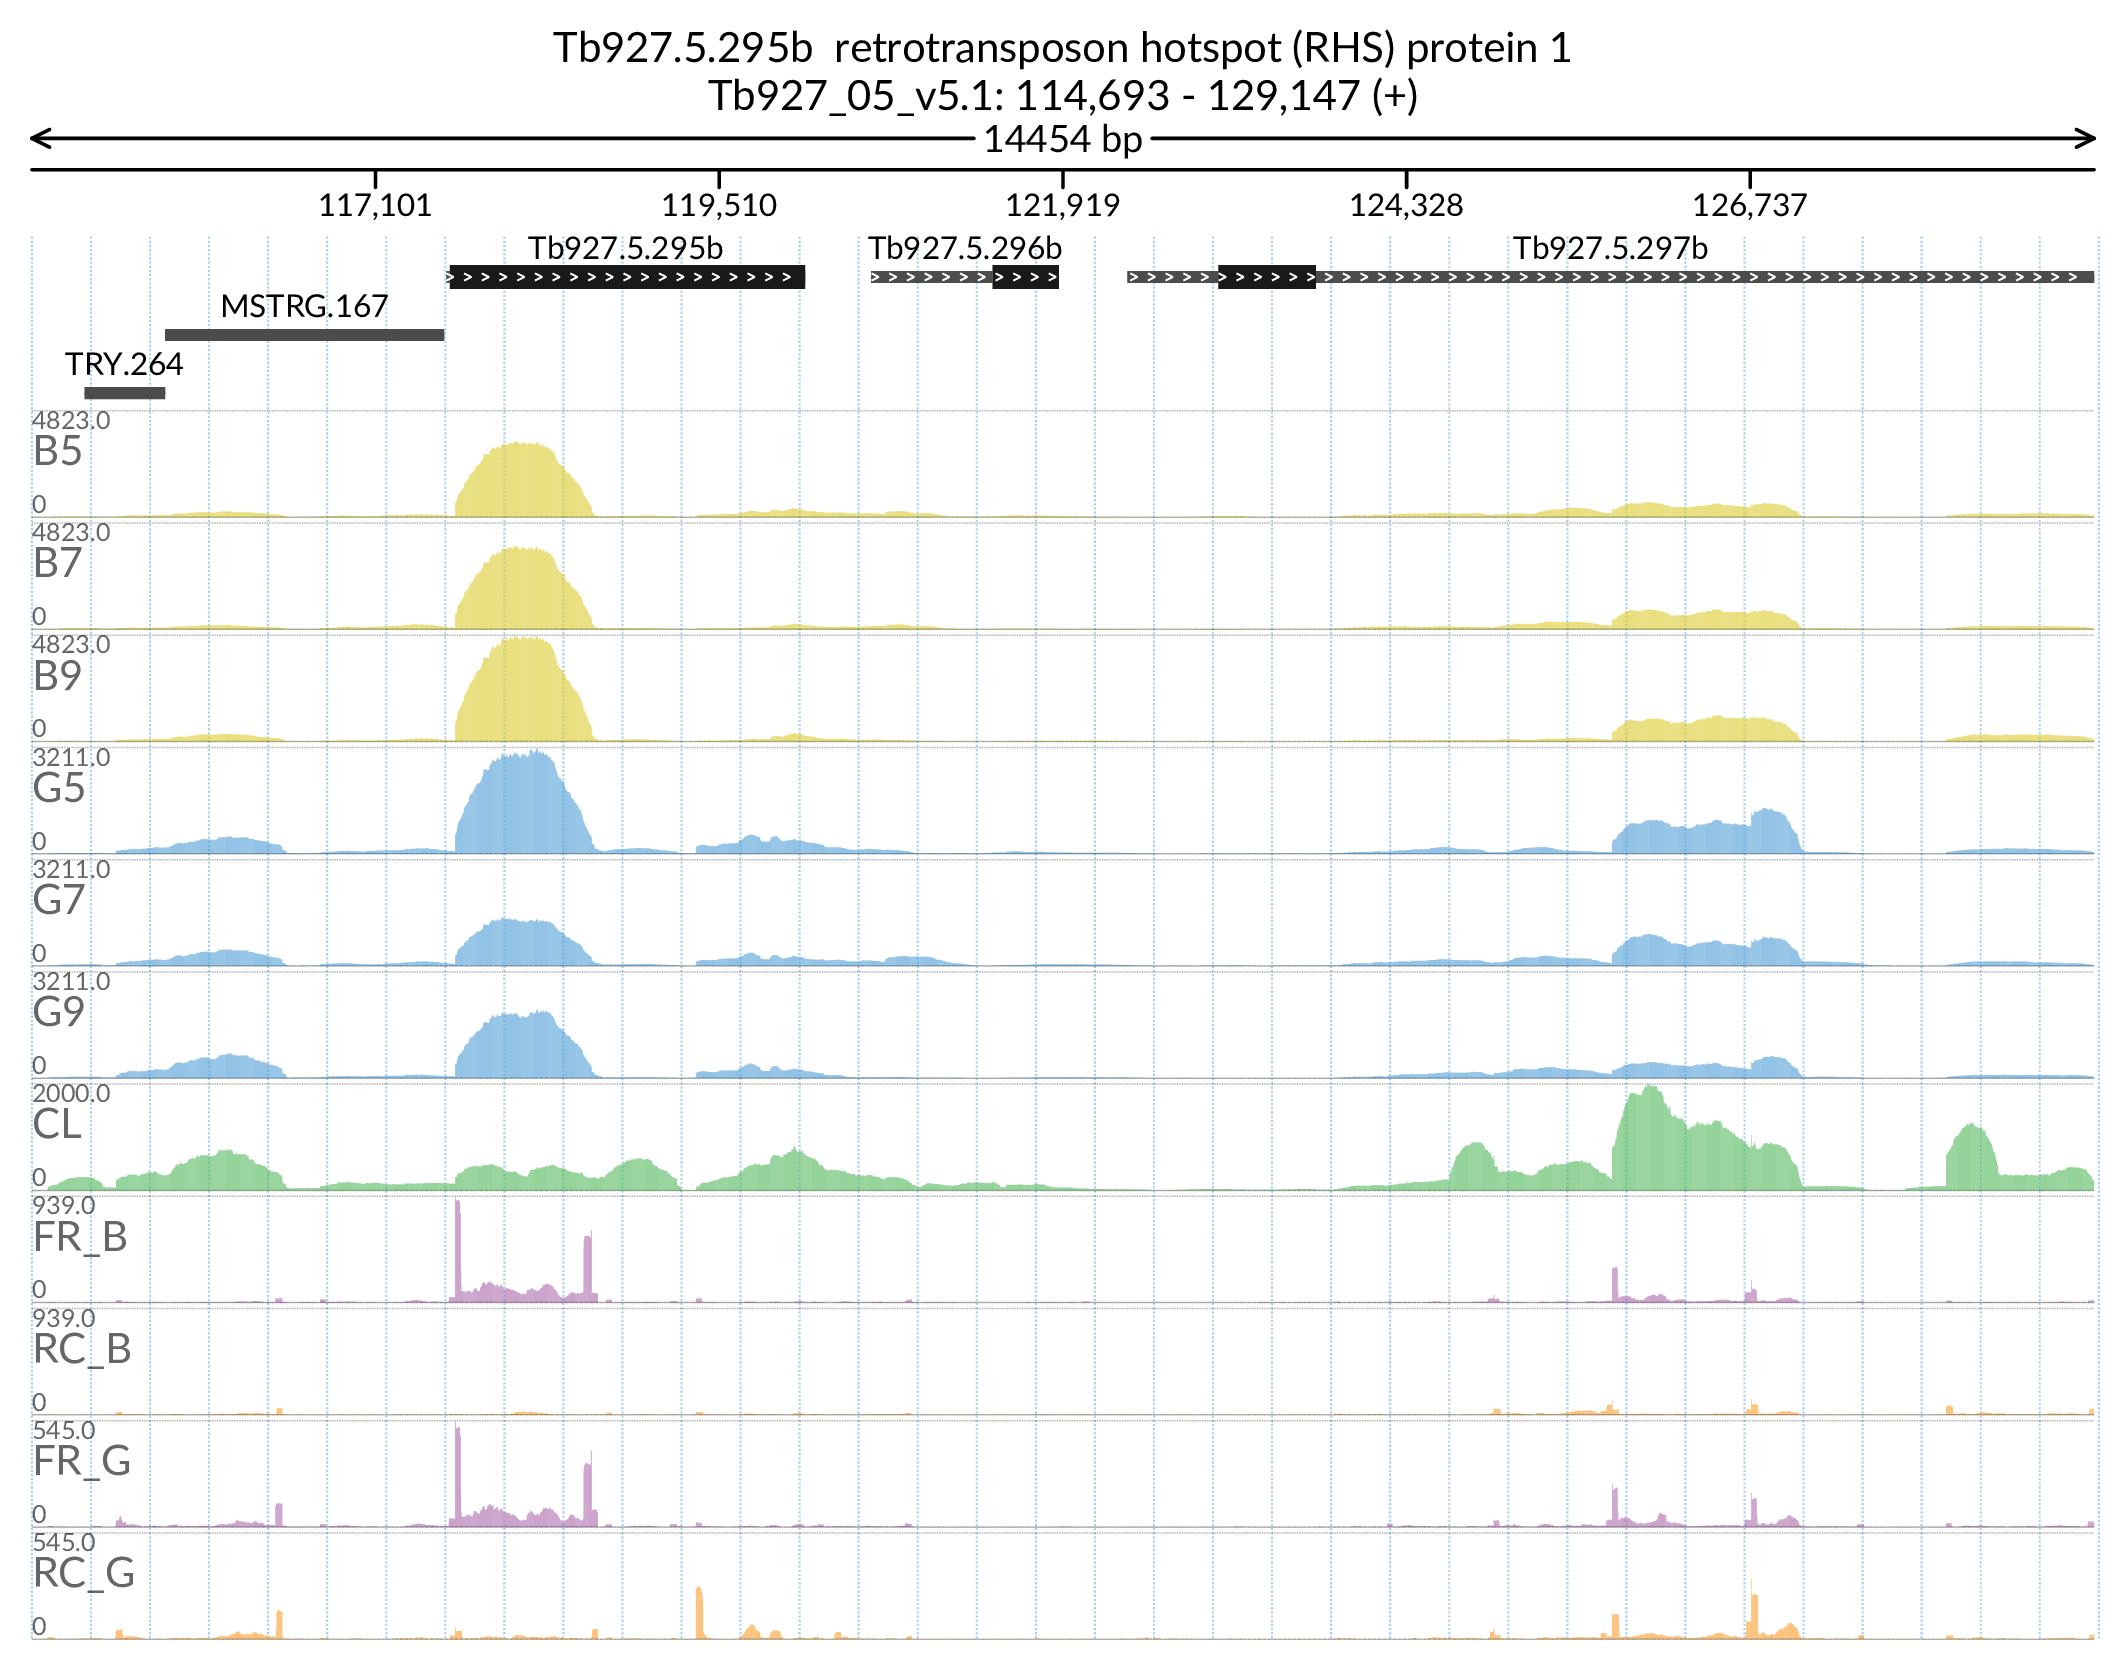 Tb927.5.295b  retrotransposon hotspot (RHS) protein 1
Tb927_05_v5.1: 114,693 - 129,147 (+)
14454 bp
117,101 119,510 121,919 124,328 126,737
Tb927.5.295b Tb927.5.296b Tb927.5.297b
MSTRG.167
TRY.264
4823.0
B5
0
4823.0
B7
0
4823.0
B9
0
3211.0
G5
0
3211.0
G7
0
3211.0
G9
0
2000.0
CL
0
939.0
FR_B
0
939.0
RC_B
0
545.0
FR_G
0
545.0
RC_G
0